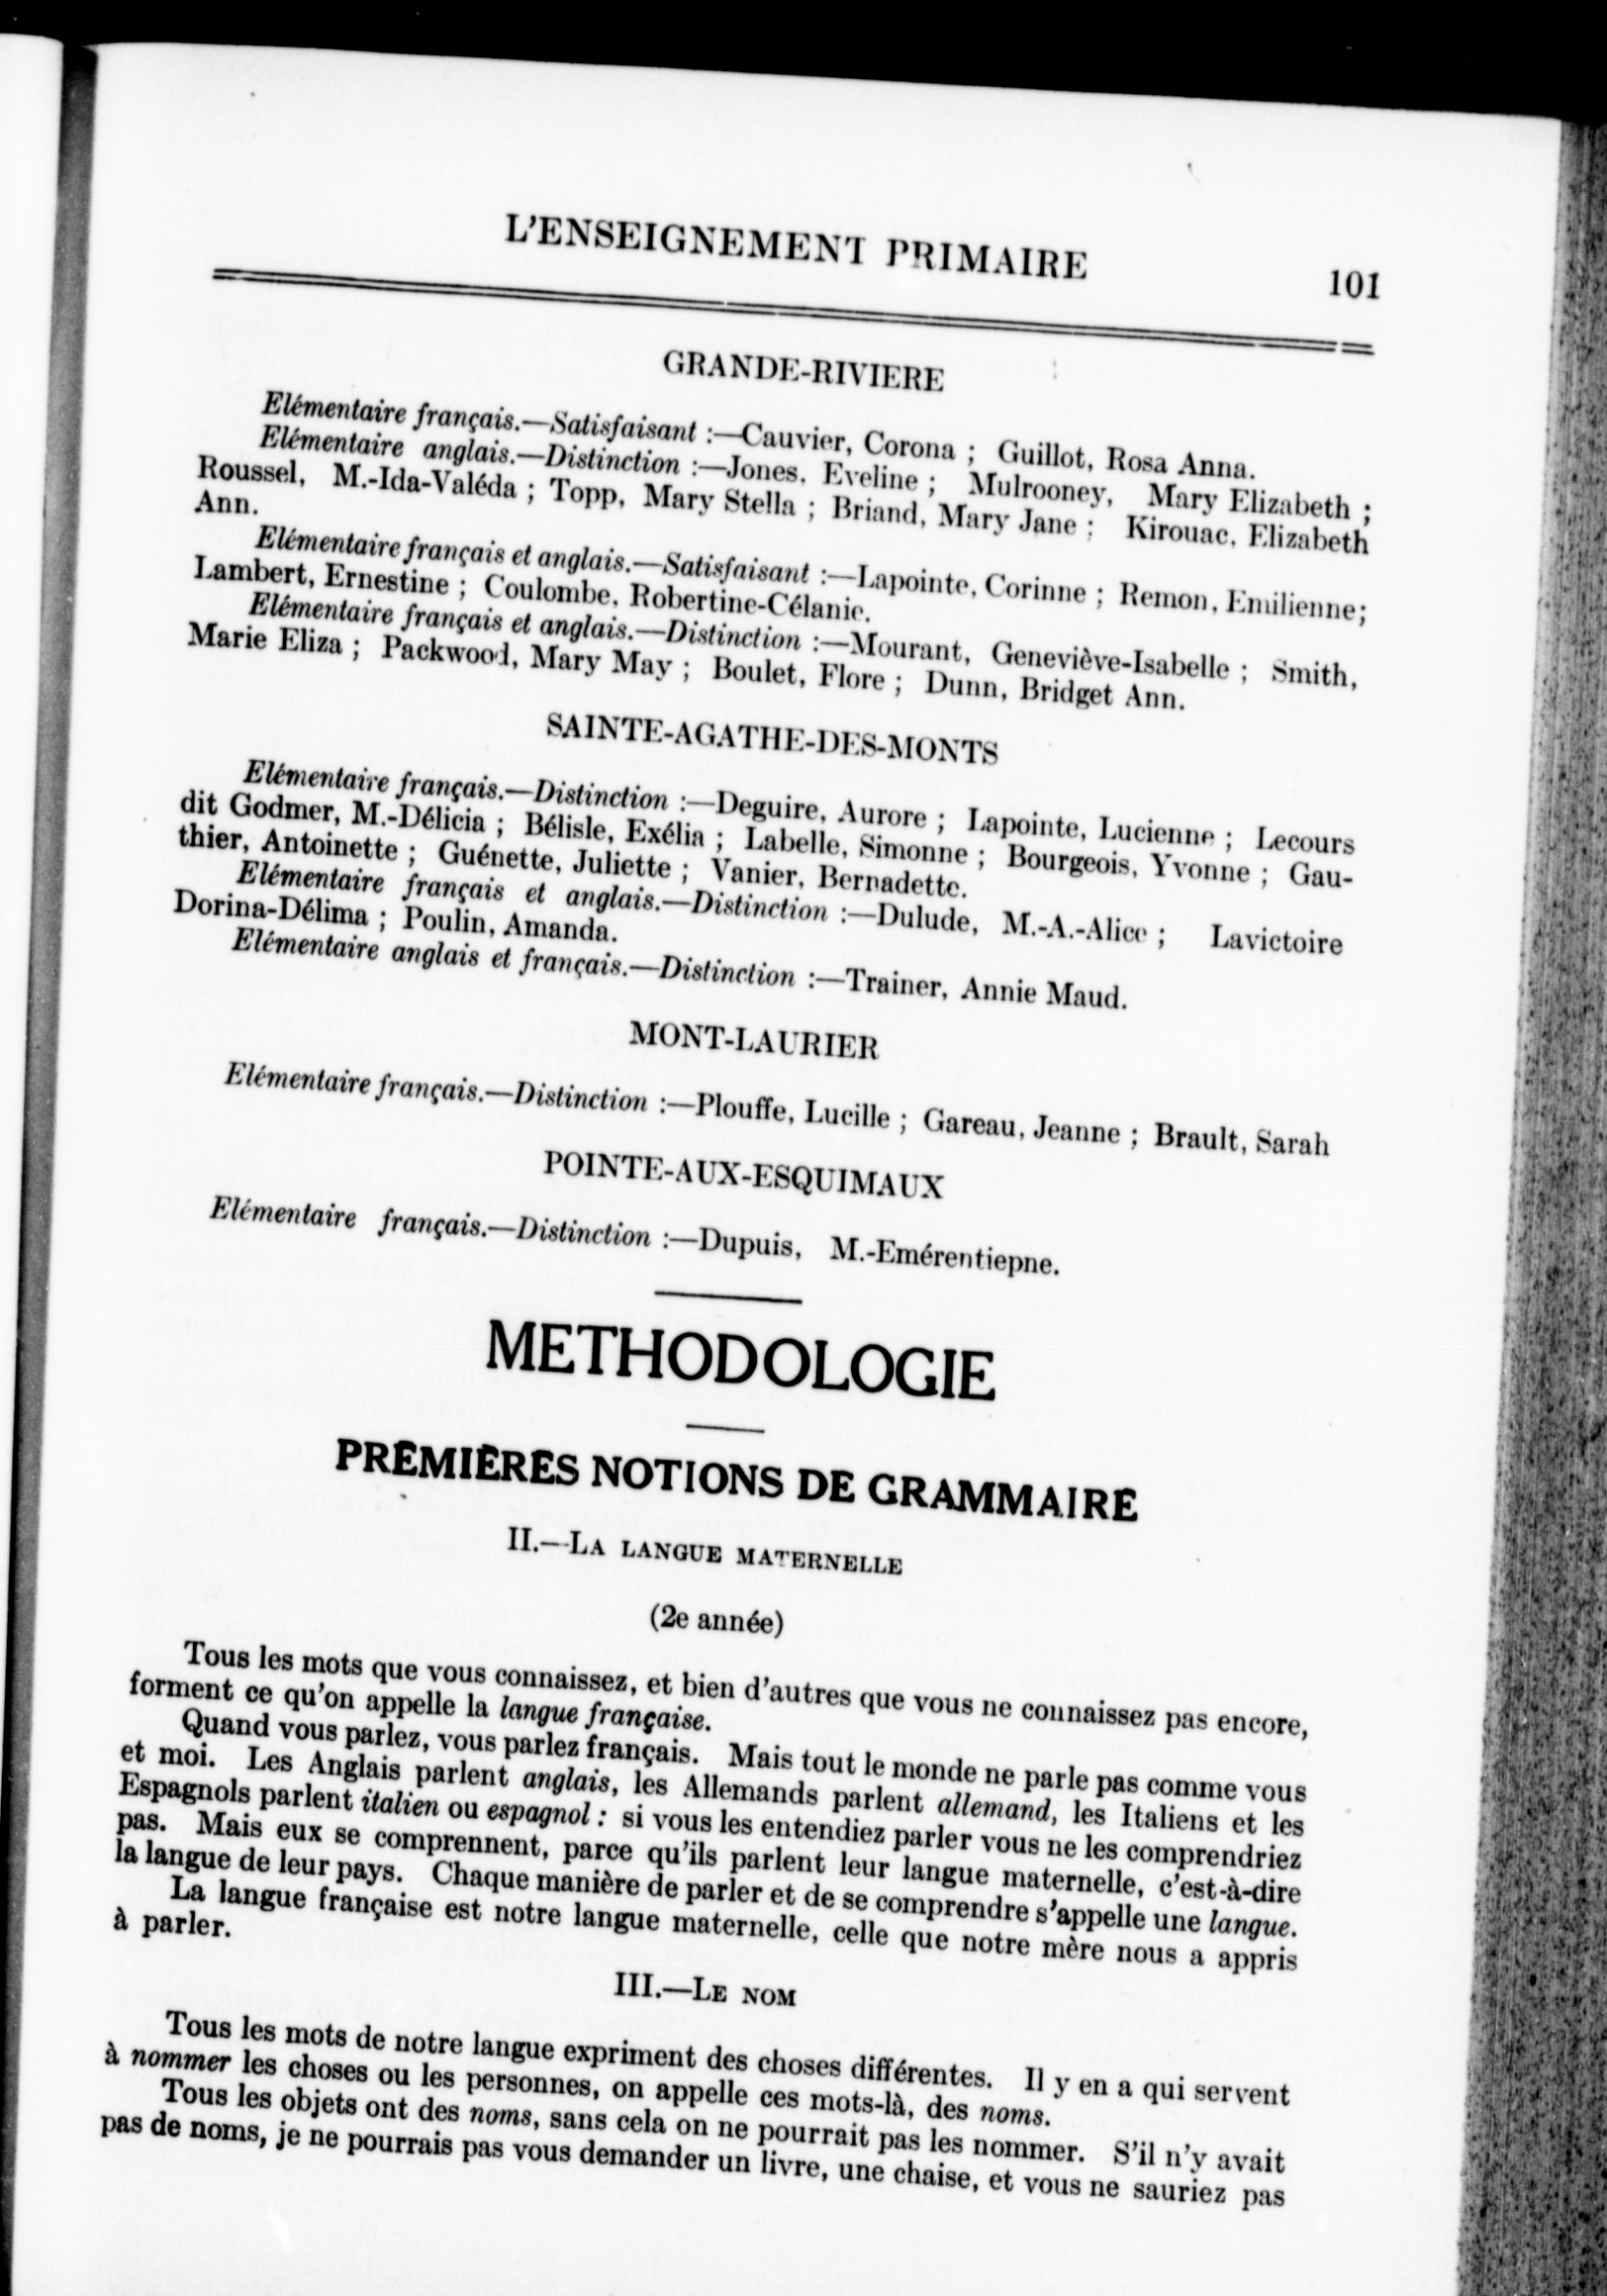 L'ENSEIGNEMENT PRIMAIRE 101
GRANDE-RIVIERE
Elémentaire français.—Satisfaisant :—Cauvier, Corona ; Guillot, Rosa Anna.
Elémentaire anglais.—Distinction :—Jones, Eveline ; Mulrooney, Mary Elizabeth ;
Roussel, M.-Ida-Valéda ; Topp, Mary Stella ; Briand, Mary Jane ; Kirouac, Elizabeth
Ann.
Elémentaire français et anglais.—Satisfaisant :—Lapointe, Corinne ; Remon, Emilienne ;
Lambert, Ernestine ; Coulombe, Robertine-Célanie.
Elémentaire français et anglais.—Distinction :—Mourant, Geneviève-Isabelle ; Smith,
Marie Eliza ; Packwood, Mary May ; Boulet, Flore ; Dunn, Bridget Ann.
SAINTE-AGATHE-DES-MONTS
Elémentaire français.—Distinction :—Deguire, Aurore ; Lapointe, Lucienne ; Lecours
dit Godmer, M.-Délicia ; Bélisle, Exélia ; Labelle, Simonne ; Bourgeois, Yvonne ; Gau-
thier, Antoinette ; Guénette, Juliette ; Vanier, Bernadette.
Elémentaire français et anglais.—Distinction :—Dulude, M.-A.-Alice ; Lavictoire
Dorina-Délima ; Poulin, Amanda.
Elémentaire anglais et français.—Distinction :—Trainer, Annie Maud.
MONT-LAURIER
Elémentaire français.—Distinction :—Plouffe, Lucille ; Gareau, Jeanne ; Brault, Sarah
POINTE-AUX-ESQUIMAUX
Elémentaire français.—Distinction :—Dupuis, M.-Emérentiepne.
METHODOLOGIE
PREMIÈRES NOTIONS DE GRAMMAIRE
II.—LA LANGUE MATERNELLE
(2e année)
Tous les mots que vous connaissez, et bien d'autres que vous ne connaissez pas encore,
forment ce qu'on appelle la langue française.
Quand vous parlez, vous parlez français. Mais tout le monde ne parle pas comme vous
et moi. Les Anglais parlent anglais, les Allemands parlent allemand, les Italiens et les
Espagnols parlent italien ou espagnol : si vous les entendiez parler vous ne les comprendriez
pas. Mais eux se comprennent, parce qu'ils parlent leur langue maternelle, c'est-à-dire
la langue de leur pays. Chaque manière de parler et de se comprendre s'appelle une langue.
La langue française est notre langue maternelle, celle que notre mère nous a appris
à parler.
III.—LE NOM
Tous les mots de notre langue expriment des choses différentes. Il y en a qui servent
à nommer les choses ou les personnes, on appelle ces mots-là, des noms.
Tous les objets ont des noms, sans cela on ne pourrait pas les nommer. S'il n'y avait
pas de noms, je ne pourrais pas vous demander un livre, une chaise, et vous ne sauriez pas